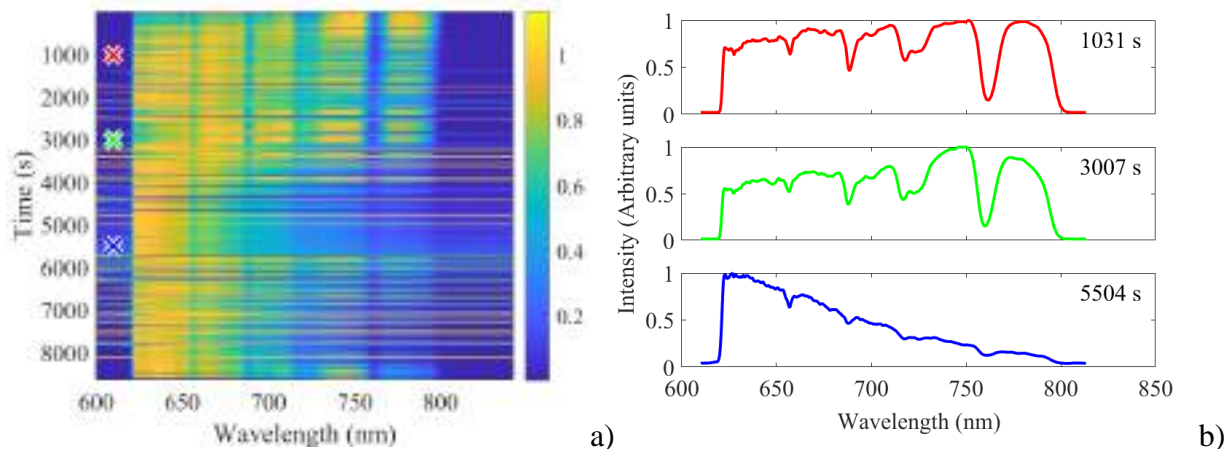 1000
2000
3000
4000
5000
6000
7000
8000
Time (s)
600 650 700 750 800
Wavelength (nm)
1
0.8
0.6
0.4
0.2
a)
Intensity (Arbitrary units)
1
0.5
0
1031 s
1
0.5
0
3007 s
1
0.5
0
5504 s
600 650 700 750 800 850
Wavelength (nm)
b)